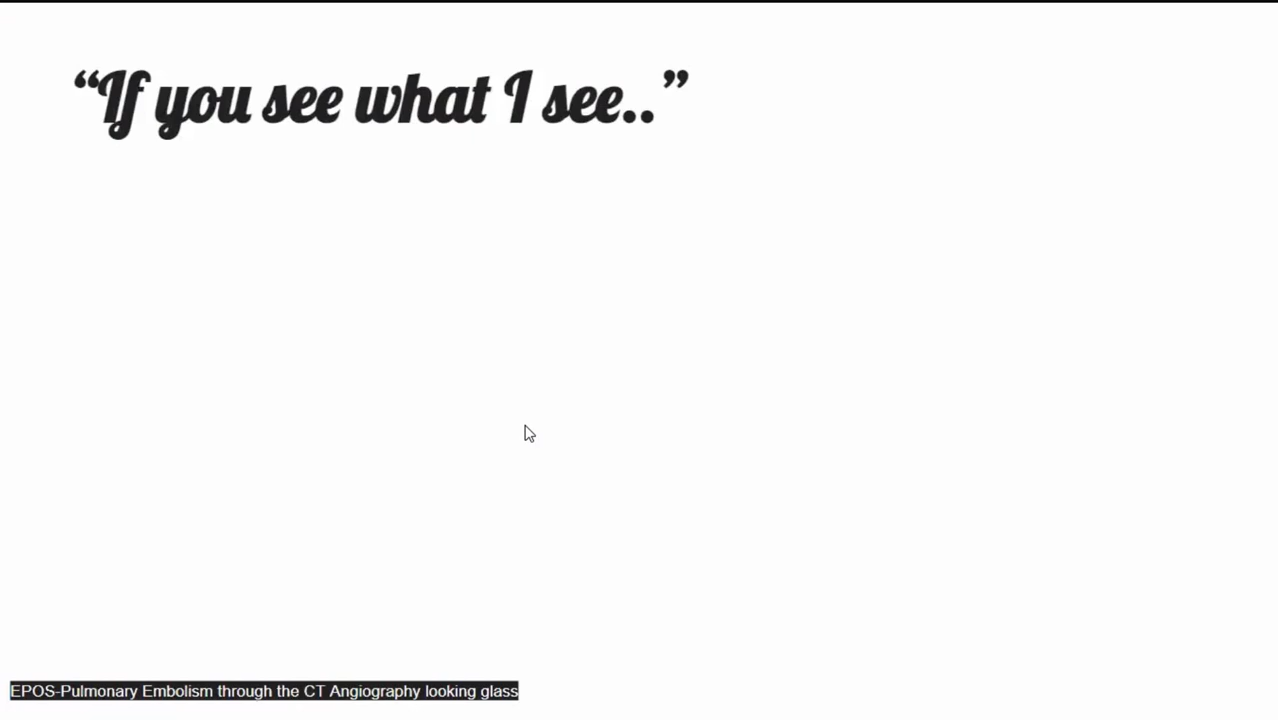 “If you see what I see..”
EPOS-Pulmonary Embolism through the CT Angiography looking glass